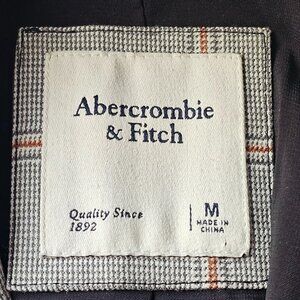 Abercrombie
& Fitch
Quality Since
1892
M
MADE IN
CHINA